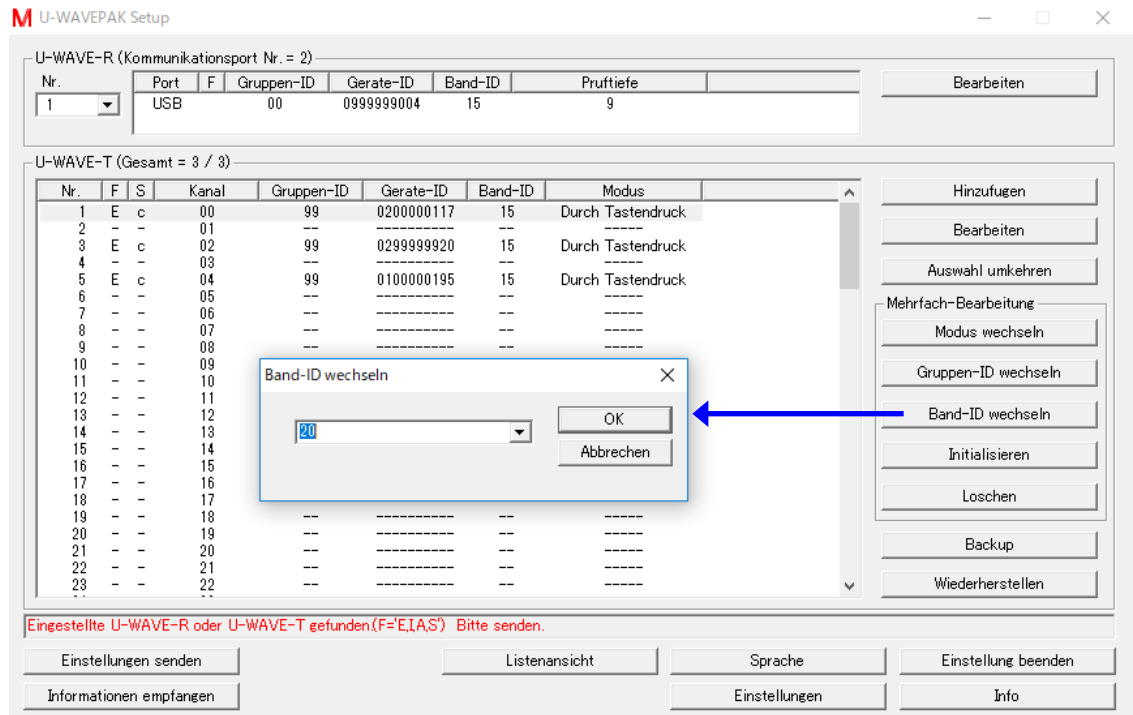 U-WAVEPAK Setup
U-WAVE-R (Kommunikationsport Nr. = 2)
Nr.
1
Port F Gruppen-ID Gerate-ID Band-ID Pruftiefe
USB 00 0999999004 15 9
Bearbeiten
U-WAVE-T (Gesamt = 3 / 3)
Nr. F S Kanal Gruppen-ID Gerate-ID Band-ID Modus
1 E c 00 99 0200000117 15 Durch Tastendruck
2 - - 01 -- ---------- -- -----
3 E c 02 99 0299999920 15 Durch Tastendruck
4 - - 03 -- ---------- -- -----
5 E c 04 99 0100000195 15 Durch Tastendruck
6 - - 05 -- ---------- -- -----
7 - - 06 -- ---------- -- -----
8 - - 07 -- ---------- -- -----
9 - - 08 -- ---------- -- -----
10 - - 09
11 - - 10
12 - - 11
13 - - 12
14 - - 13
15 - - 14
16 - - 15
17 - - 16
18 - - 17
19 - - 18 -- ---------- -- -----
20 - - 19 -- ---------- -- -----
21 - - 20 -- ---------- -- -----
22 - - 21 -- ---------- -- -----
23 - - 22 -- ---------- -- -----
Band-ID wechseln
20
OK
Abbrechen
Hinzufugen
Bearbeiten
Auswahl umkehren
Mehrfach-Bearbeitung
Modus wechseln
Gruppen-ID wechseln
Band-ID wechseln
Initialisieren
Loschen
Backup
Wiederherstellen
Eingestellte U-WAVE-R oder U-WAVE-T gefunden.(F='E,I,A,S') Bitte senden.
Einstellungen senden
Listenansicht
Sprache
Einstellung beenden
Informationen empfangen
Einstellungen
Info